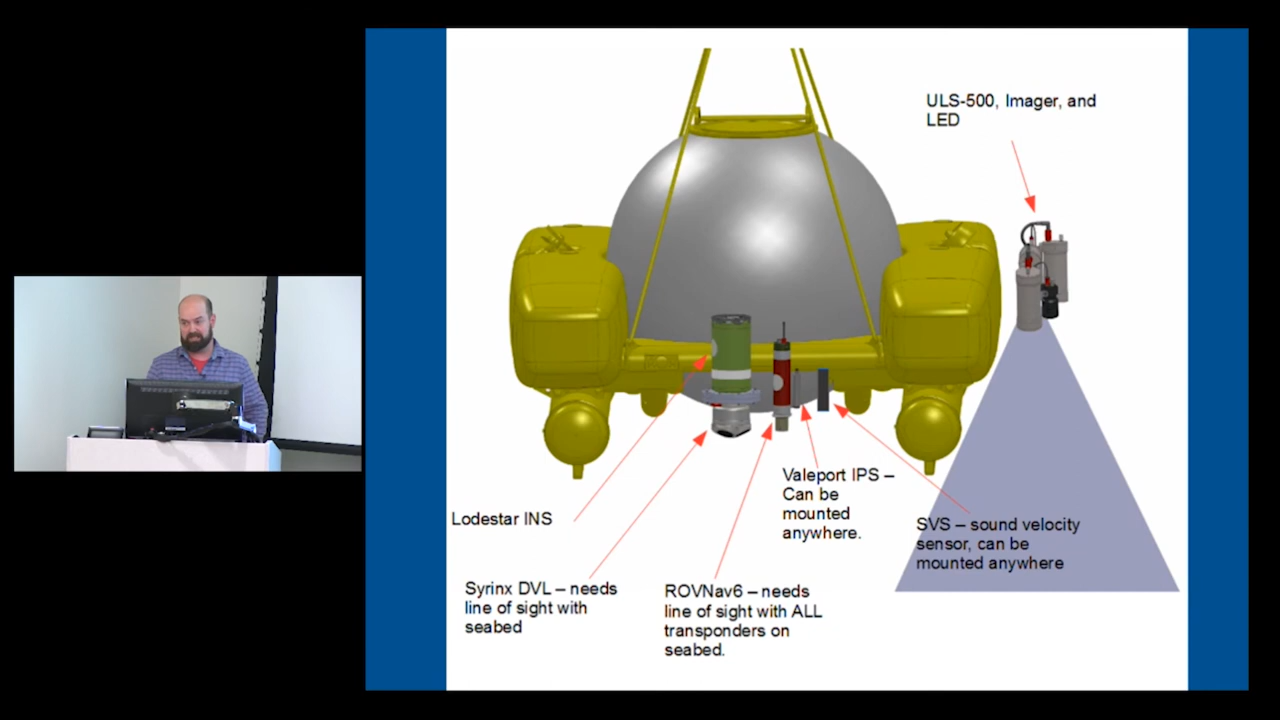 ULS-500, Imager, and
LED
Valeport IPS –
Can be
mounted
anywhere.
Lodestar INS
SVS – sound velocity
sensor, can be
mounted anywhere
Syrinx DVL – needs
line of sight with
seabed
ROVNav6 – needs
line of sight with ALL
transponders on
seabed.